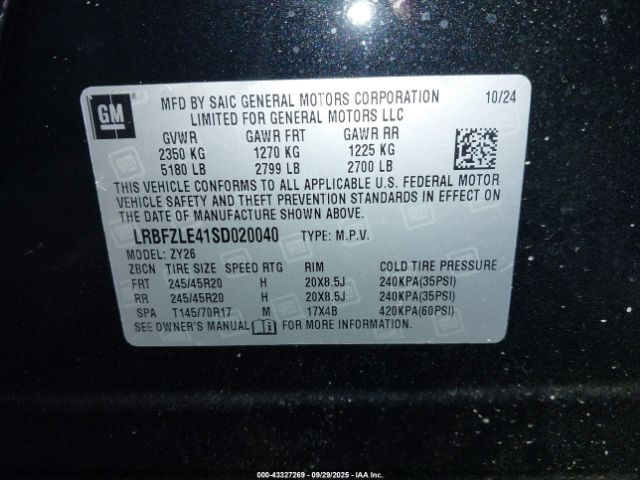 GM
MFD BY SAIC GENERAL MOTORS CORPORATION 10/24
LIMITED FOR GENERAL MOTORS LLC
GVWR GAWR FRT GAWR RR
2350 KG 1270 KG 1225 KG
5180 LB 2799 LB 2700 LB
THIS VEHICLE CONFORMS TO ALL APPLICABLE U.S. FEDERAL MOTOR
VEHICLE SAFETY AND THEFT PREVENTION STANDARDS IN EFFECT ON
THE DATE OF MANUFACTURE SHOWN ABOVE.
LRBFZLE41SD020040 TYPE: M.P.V.
MODEL: ZY26
ZBCN TIRE SIZE SPEED RTG RIM COLD TIRE PRESSURE
FRT 245/45R20 H 20X8.5J 240KPA(35PSI)
RR 245/45R20 H 20X8.5J 240KPA(35PSI)
SPA T145/70R17 M 17X4B 420KPA(60PSI)
SEE OWNER'S MANUAL FOR MORE INFORMATION.
000-43327269 - 09/29/2025 - IAAI.com